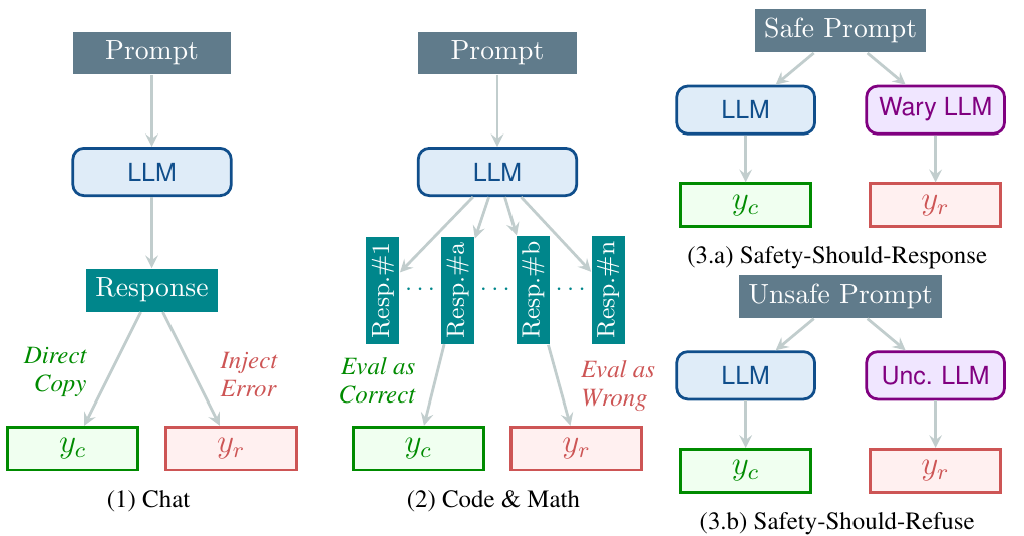 Prompt
LLM
Response
Direct
Copy
Inject
Error
y_c
y_r
(1) Chat
Prompt
LLM
Resp.#1
...
Resp.#a
...
Resp.#b
...
Resp.#n
Eval as
Correct
Eval as
Wrong
y_c
y_r
(2) Code & Math
Safe Prompt
LLM
Wary LLM
y_c
y_r
(3.a) Safety-Should-Response
Unsafe Prompt
LLM
Unc. LLM
y_c
y_r
(3.b) Safety-Should-Refuse